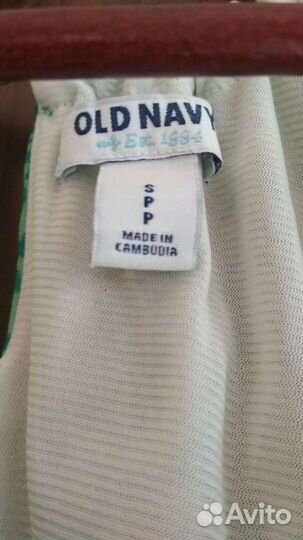 OLD NAVY
Est. 1994
S
P
P
MADE IN
CAMBODIA
Avito